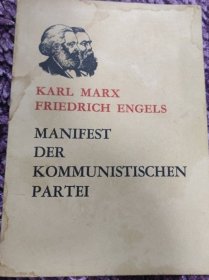 KARL MARX
FRIEDRICH ENGELS
MANIFEST
DER
KOMMUNISTISCHEN
PARTEI